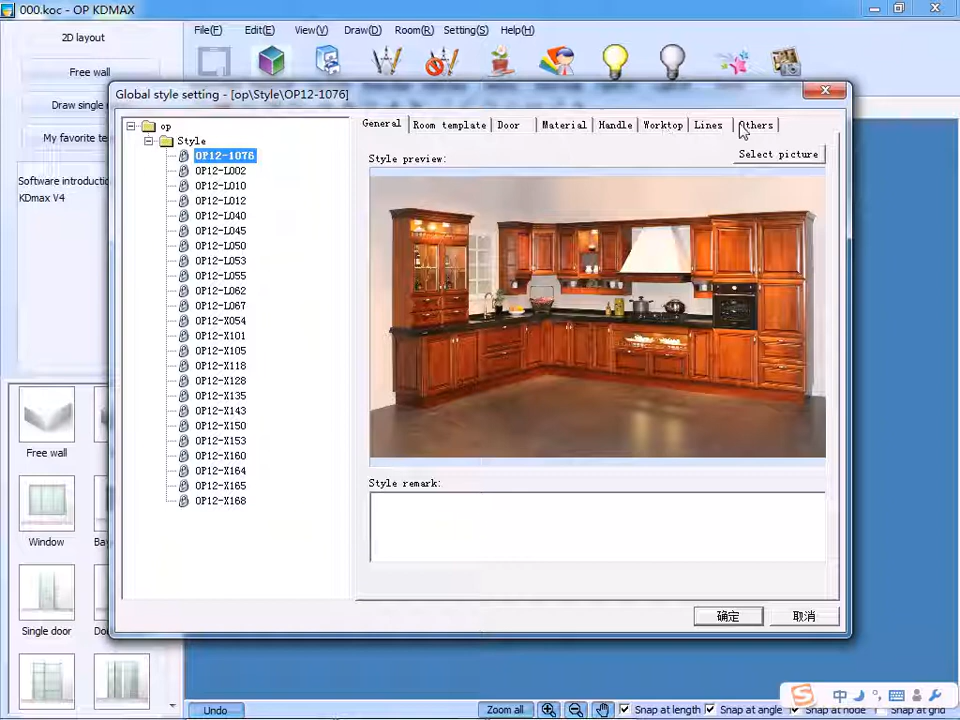 000.koc - OP KDMAX
2D layout
File(F) Edit(E) View(V) Draw(D) Room(R) Setting(S) Help(H)
Free wall
Draw single
My favorite te
Software introduction
KDmax V4
Global style setting - [op\Style\OP12-1076]
op
Style
OP12-1076
OP12-L002
OP12-L010
OP12-L012
OP12-L040
OP12-L045
OP12-L050
OP12-L053
OP12-L055
OP12-L062
OP12-L067
OP12-X054
OP12-X101
OP12-X105
OP12-X118
OP12-X128
OP12-X135
OP12-X143
OP12-X150
OP12-X153
OP12-X160
OP12-X164
OP12-X165
OP12-X168
General Room template Door Material Handle Worktop Lines Others
Style preview:
Select picture
Style remark:
确定 取消
Free wall
Window Bay
Single door Dou
中
Undo Zoom all Snap at length Snap at angle Snap at node Snap at grid